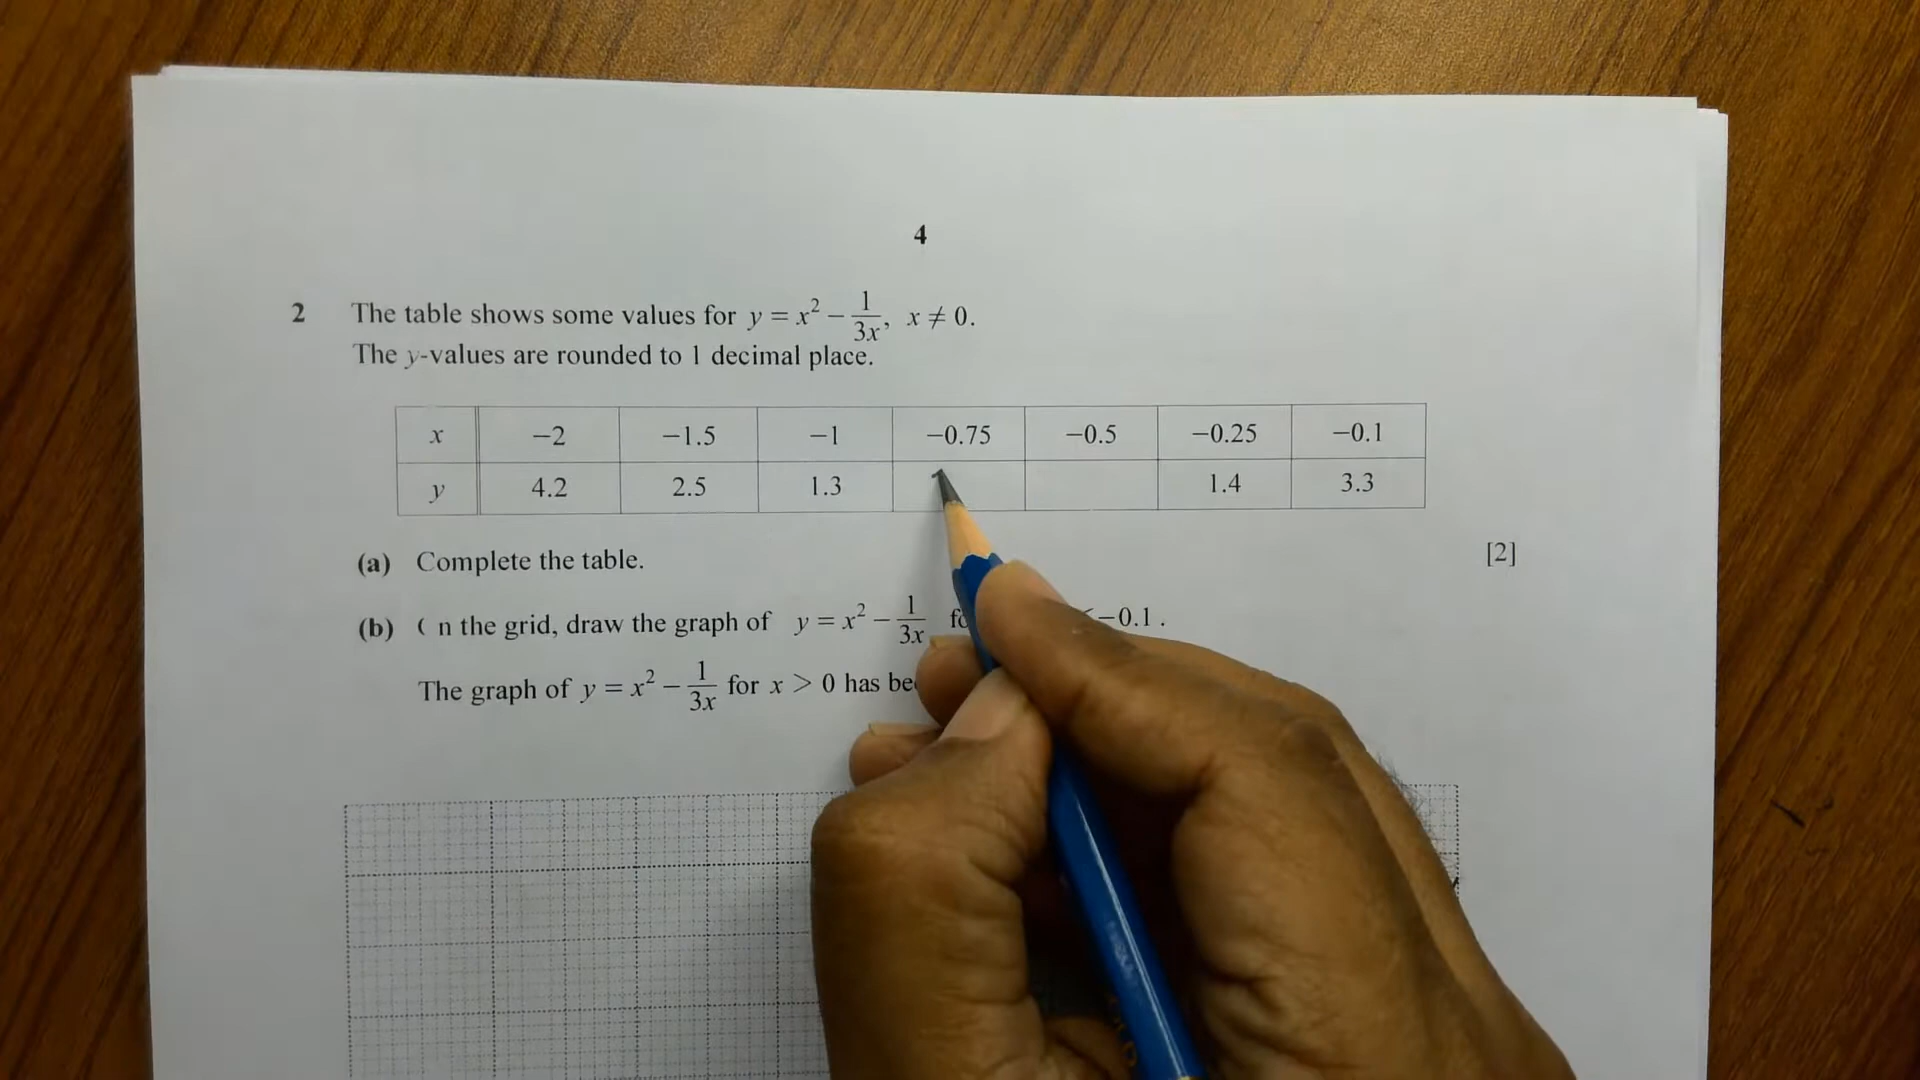 4
2 The table shows some values for y = x² − 1/3x, x ≠ 0.
The y-values are rounded to 1 decimal place.
x −2 −1.5 −1 −0.75 −0.5 −0.25 −0.1
y 4.2 2.5 1.3 1.4 3.3
(a) Complete the table. [2]
(b) n the grid, draw the graph of y = x² − 1/3x −0.1 .
The graph of y = x² − 1/3x for x > 0 has